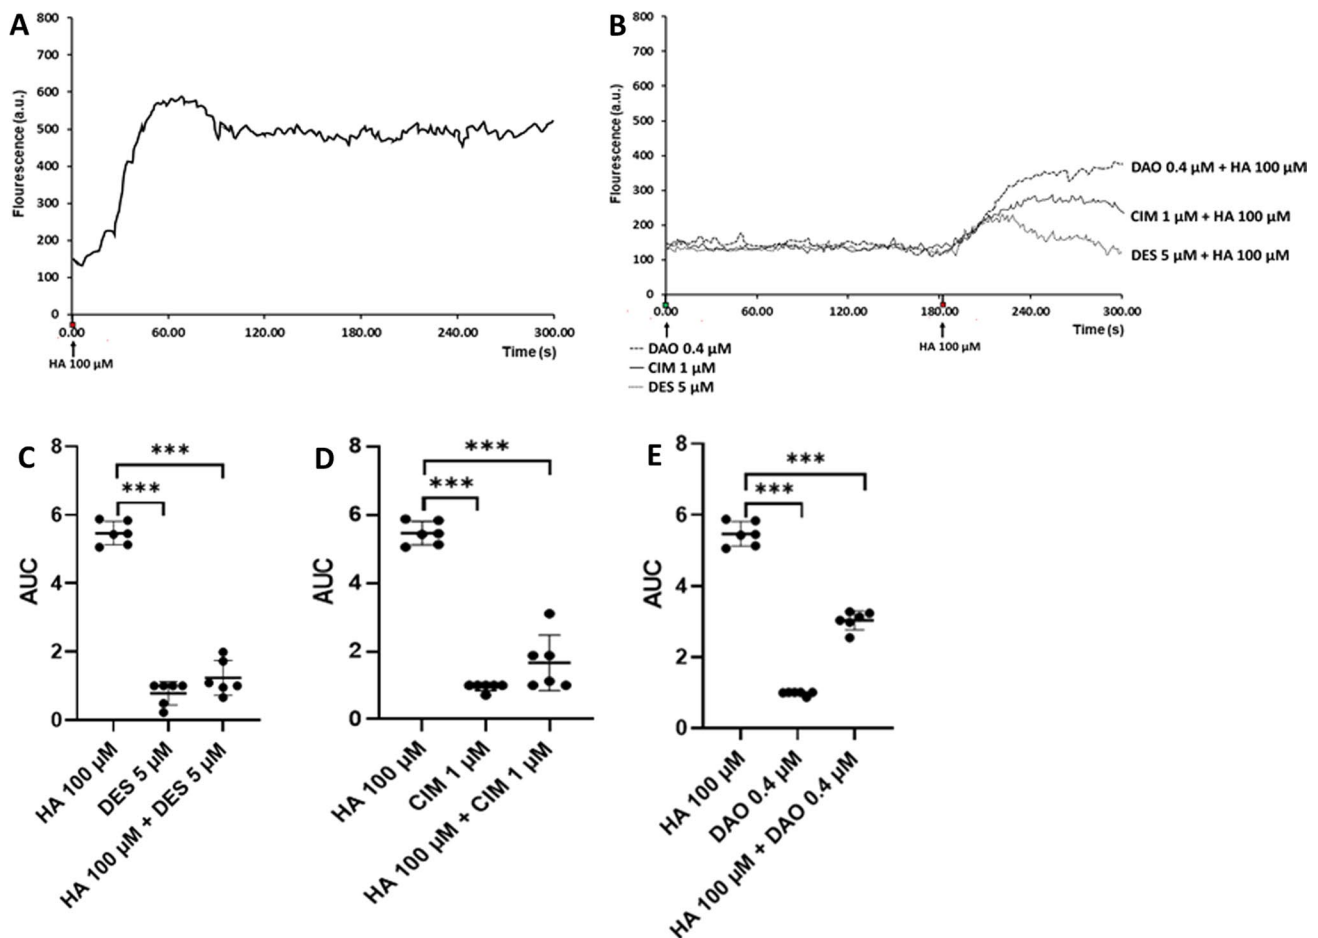 A
800
700
600
500
400
300
200
100
0
Flourescence (a.u.)
0.00 60.00 120.00 180.00 240.00 300.00
Time (s)
HA 100 μM
B
800
700
600
500
400
300
200
100
0
Flourescence (a.u.)
DAO 0.4 μM + HA 100 μM
CIM 1 μM + HA 100 μM
DES 5 μM + HA 100 μM
0.00 60.00 120.00 180.00 240.00 300.00
Time (s)
HA 100 μM
DAO 0.4 μM
CIM 1 μM
DES 5 μM
C
8
6
4
2
0
AUC
***
***
HA 100 μM
DES 5 μM
HA 100 μM + DES 5 μM
D
8
6
4
2
0
AUC
***
***
HA 100 μM
CIM 1 μM
HA 100 μM + CIM 1 μM
E
8
6
4
2
0
AUC
***
***
HA 100 μM
DAO 0.4 μM
HA 100 μM + DAO 0.4 μM